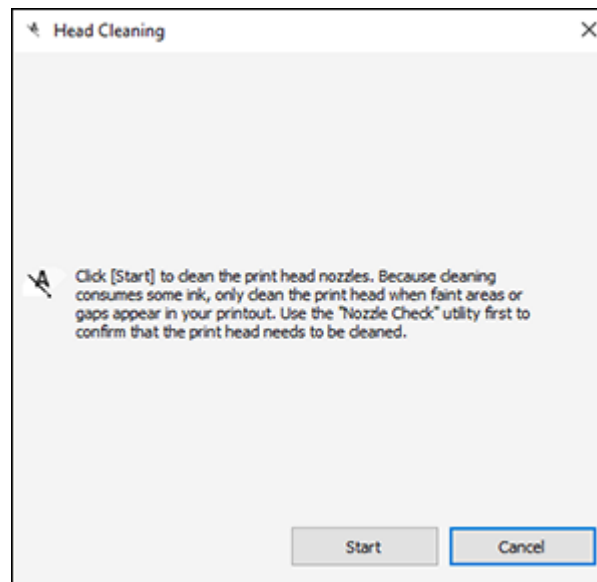 Head Cleaning
Click [Start] to clean the print head nozzles. Because cleaning
consumes some ink, only clean the print head when faint areas or
gaps appear in your printout. Use the "Nozzle Check" utility first to
confirm that the print head needs to be cleaned.
Start
Cancel